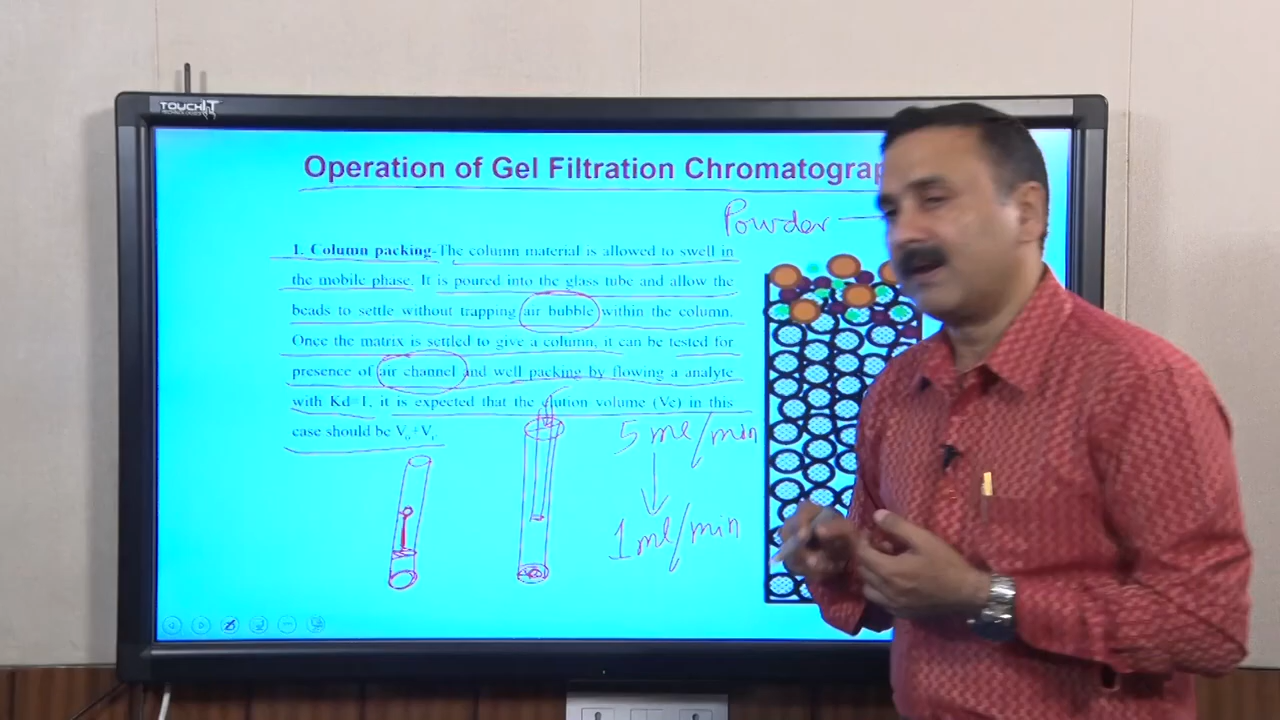 TOUCHIT
Operation of Gel Filtration Chromatograp
Powder
1. Column packing-The column material is allowed to swell in
the mobile phase. It is poured into the glass tube and allow the
beads to settle without trapping air bubble within the column.
Once the matrix is settled to give a column, it can be tested for
presence of air channel and well packing by flowing a analyte
with Kd=1, it is expected that the elution volume (Ve) in this
case should be
5 ml/min
1 ml/min